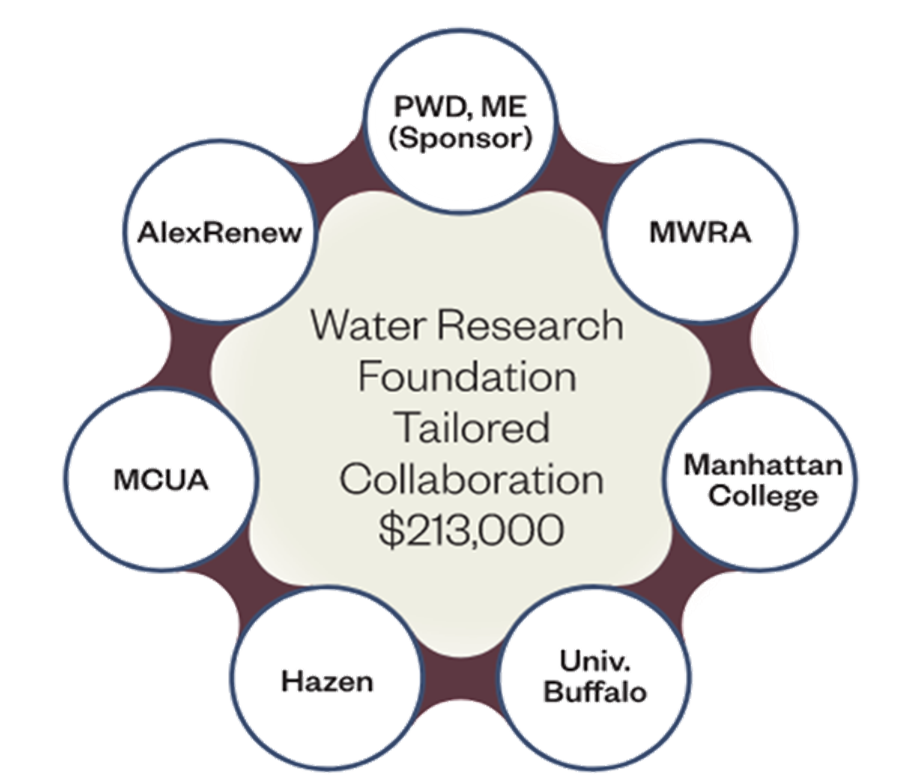 PWD, ME
(Sponsor)
AlexRenew
MWRA
Water Research
Foundation
Tailored
Collaboration
$213,000
MCUA
Manhattan
College
Hazen
Univ.
Buffalo